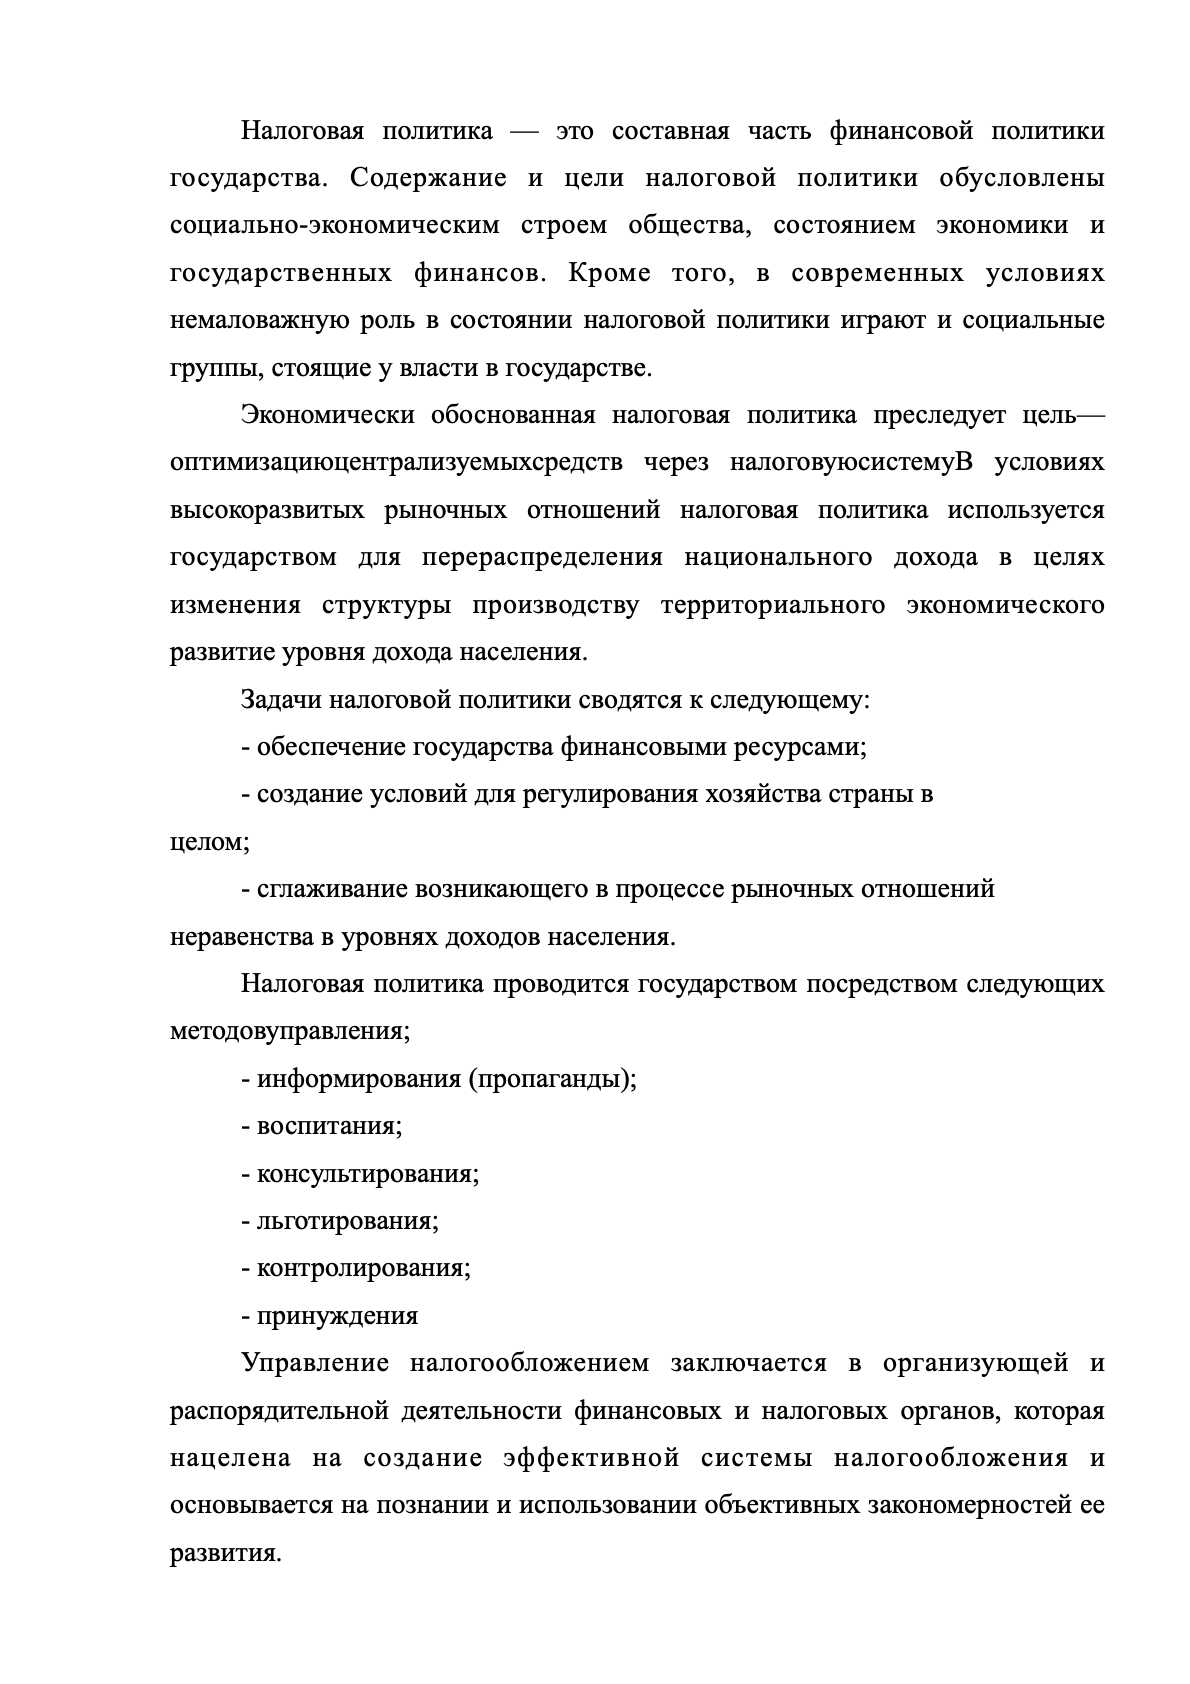 Налоговая политика — это составная часть финансовой политики
государства. Содержание и цели налоговой политики обусловлены
социально-экономическим строем общества, состоянием экономики и
государственных финансов. Кроме того, в современных условиях
немаловажную роль в состоянии налоговой политики играют и социальные
группы, стоящие у власти в государстве.
Экономически обоснованная налоговая политика преследует цель—
оптимизациюцентрализуемыхсредств через налоговуюсистемуВ условиях
высокоразвитых рыночных отношений налоговая политика используется
государством для перераспределения национального дохода в целях
изменения структуры производству территориального экономического
развитие уровня дохода населения.
Задачи налоговой политики сводятся к следующему:
- обеспечение государства финансовыми ресурсами;
- создание условий для регулирования хозяйства страны в
целом;
- сглаживание возникающего в процессе рыночных отношений
неравенства в уровнях доходов населения.
Налоговая политика проводится государством посредством следующих
методовуправления;
- информирования (пропаганды);
- воспитания;
- консультирования;
- льготирования;
- контролирования;
- принуждения
Управление налогообложением заключается в организующей и
распорядительной деятельности финансовых и налоговых органов, которая
нацелена на создание эффективной системы налогообложения и
основывается на познании и использовании объективных закономерностей ее
развития.